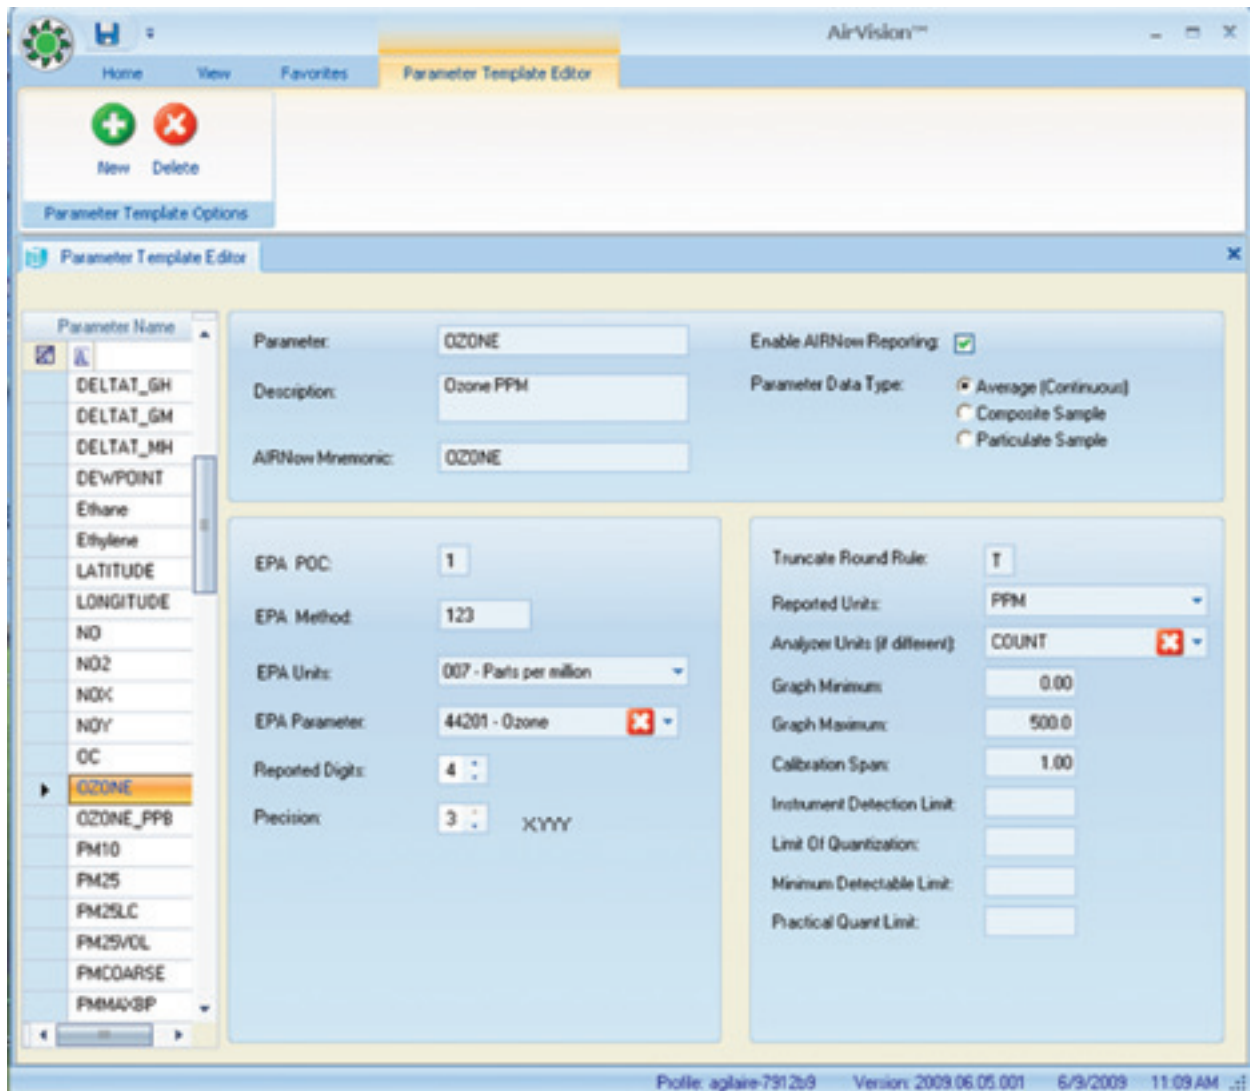 AirVision™
Home View Favorites Parameter Template Editor
New Delete
Parameter Template Options
Parameter Template Editor
Parameter Name
A
DELTAT_GH
DELTAT_GM
DELTAT_MH
DEWPOINT
Ethane
Ethylene
LATITUDE
LONGITUDE
NO
NO2
NOX
NOY
OC
OZONE
OZONE_PPB
PM10
PM25
PM25LC
PM25VOL
PMCOARSE
PMMAXBP
Parameter: OZONE
Description: Ozone PPM
AIRNow Mnemonic: OZONE
Enable AIRNow Reporting:
Parameter Data Type: Average (Continuous)
Composite Sample
Particulate Sample
EPA POC: 1
EPA Method: 123
EPA Units: 007 - Parts per million
EPA Parameter: 44201 - Ozone
Reported Digits: 4
Precision: 3 X.YYY
Truncate Round Rule: T
Reported Units: PPM
Analyzer Units (if different): COUNT
Graph Minimum: 0.00
Graph Maximum: 500.0
Calibration Span: 1.00
Instrument Detection Limit:
Limit Of Quantization:
Minimum Detectable Limit:
Practical Quant Limit:
Profile: agilaire-7912b9 Version: 2009.06.05.001 6/9/2009 11:09 AM